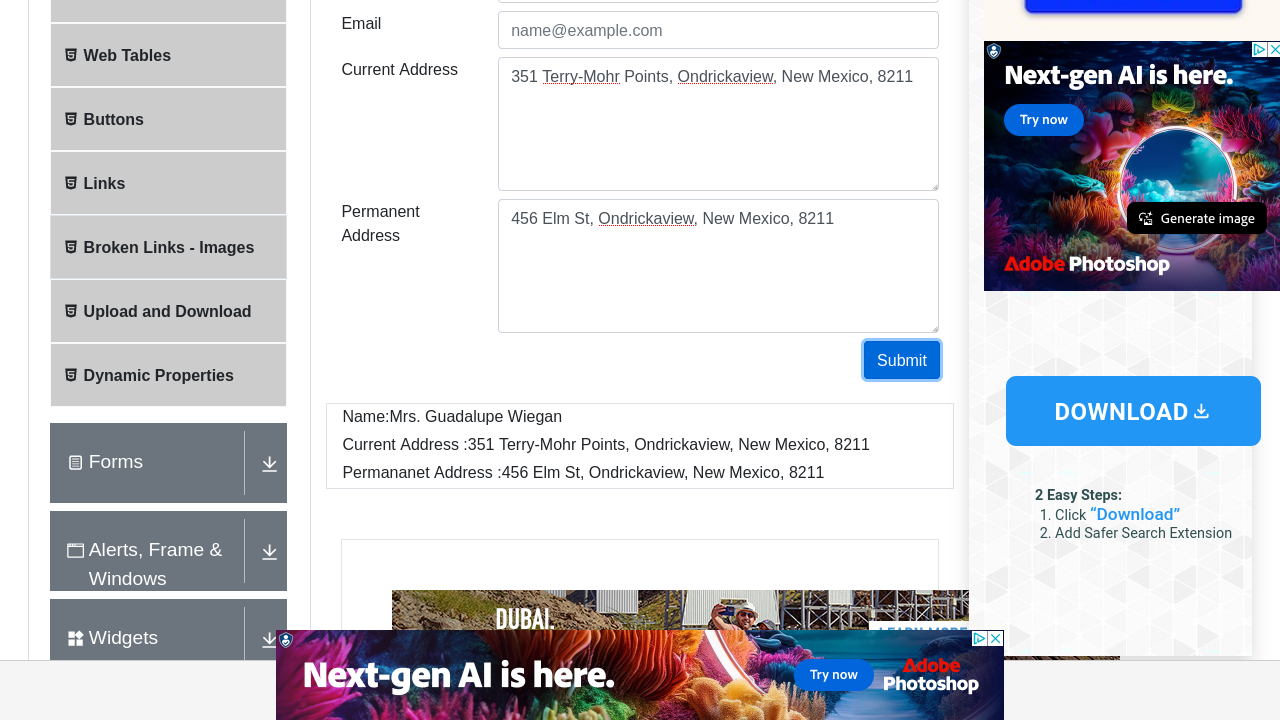 Web Tables
Buttons
Links
Broken Links - Images
Upload and Download
Dynamic Properties
Forms
Alerts, Frame &
Windows
Widgets
Email
name@example.com
Current Address
351 Terry-Mohr Points, Ondrickaview, New Mexico, 8211
Permanent
Address
456 Elm St, Ondrickaview, New Mexico, 8211
Submit
Name:Mrs. Guadalupe Wiegan
Current Address :351 Terry-Mohr Points, Ondrickaview, New Mexico, 8211
Permananet Address :456 Elm St, Ondrickaview, New Mexico, 8211
DUBAI.
LEARN MORE
Next-gen AI is here.
Try now
Adobe
Photoshop
Next-gen AI is here.
Try now
Generate image
Adobe Photoshop
DOWNLOAD
2 Easy Steps:
1. Click “Download”
2. Add Safer Search Extension